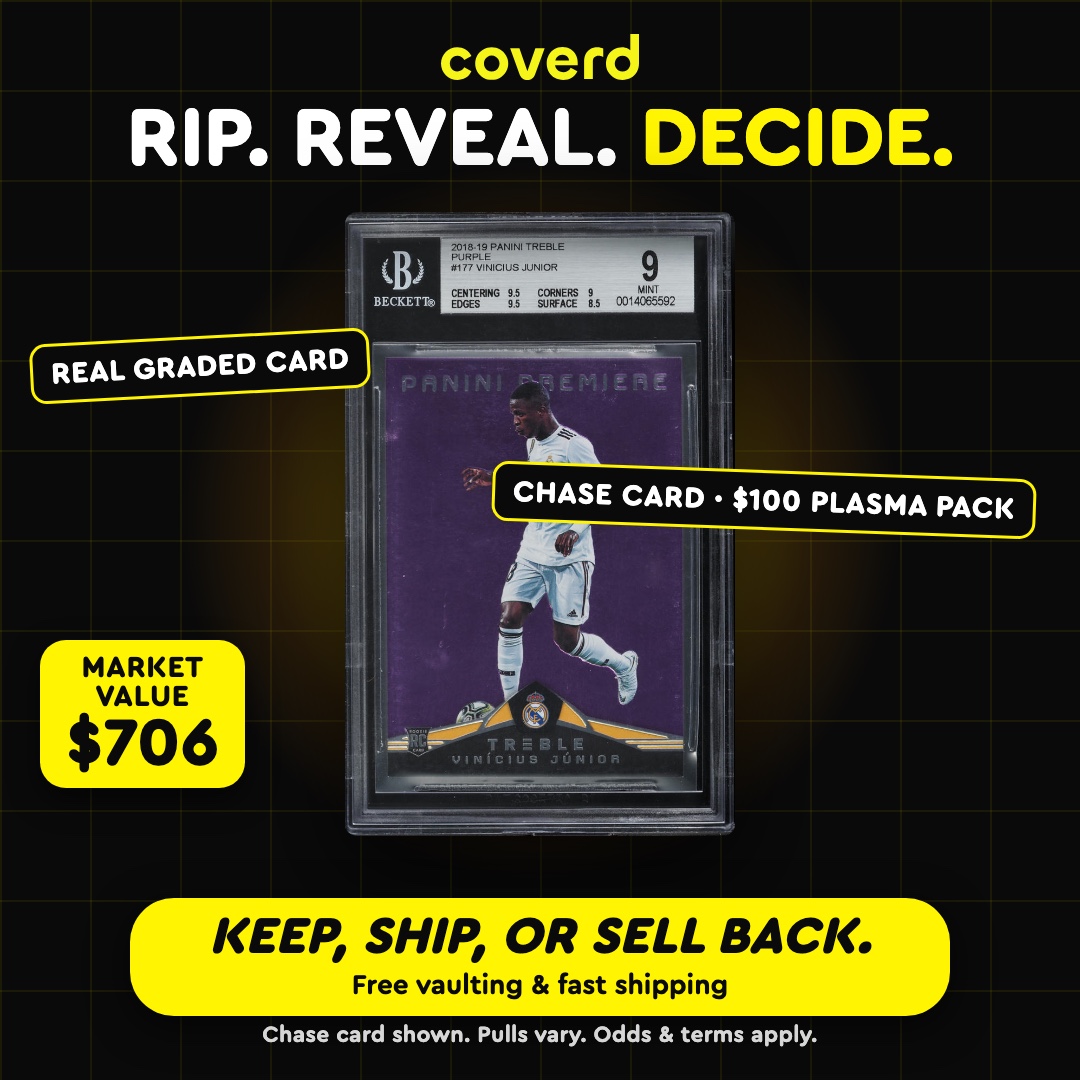 coverd
RIP. REVEAL. DECIDE.
BECKETT®
2018-19 PANINI TREBLE
PURPLE
#177 VINICIUS JUNIOR
CENTERING 9.5 CORNERS 9
EDGES 9.5 SURFACE 8.5
9
MINT
0014065592
REAL GRADED CARD
PANINI PREMIERE
CHASE CARD · $100 PLASMA PACK
MARKET
VALUE
$706
ROOKIE
RC
CARD
TREBLE
VINÍCIUS JÚNIOR
KEEP, SHIP, OR SELL BACK.
Free vaulting & fast shipping
Chase card shown. Pulls vary. Odds & terms apply.